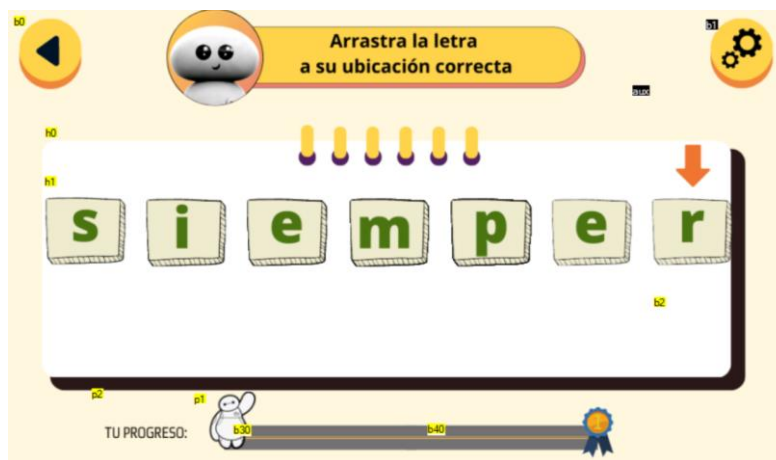 b0
b1
Arrastra la letra
a su ubicación correcta
aux
h0
h1
s i e m p e r
b2
p2
p1
TU PROGRESO:
b30
b40